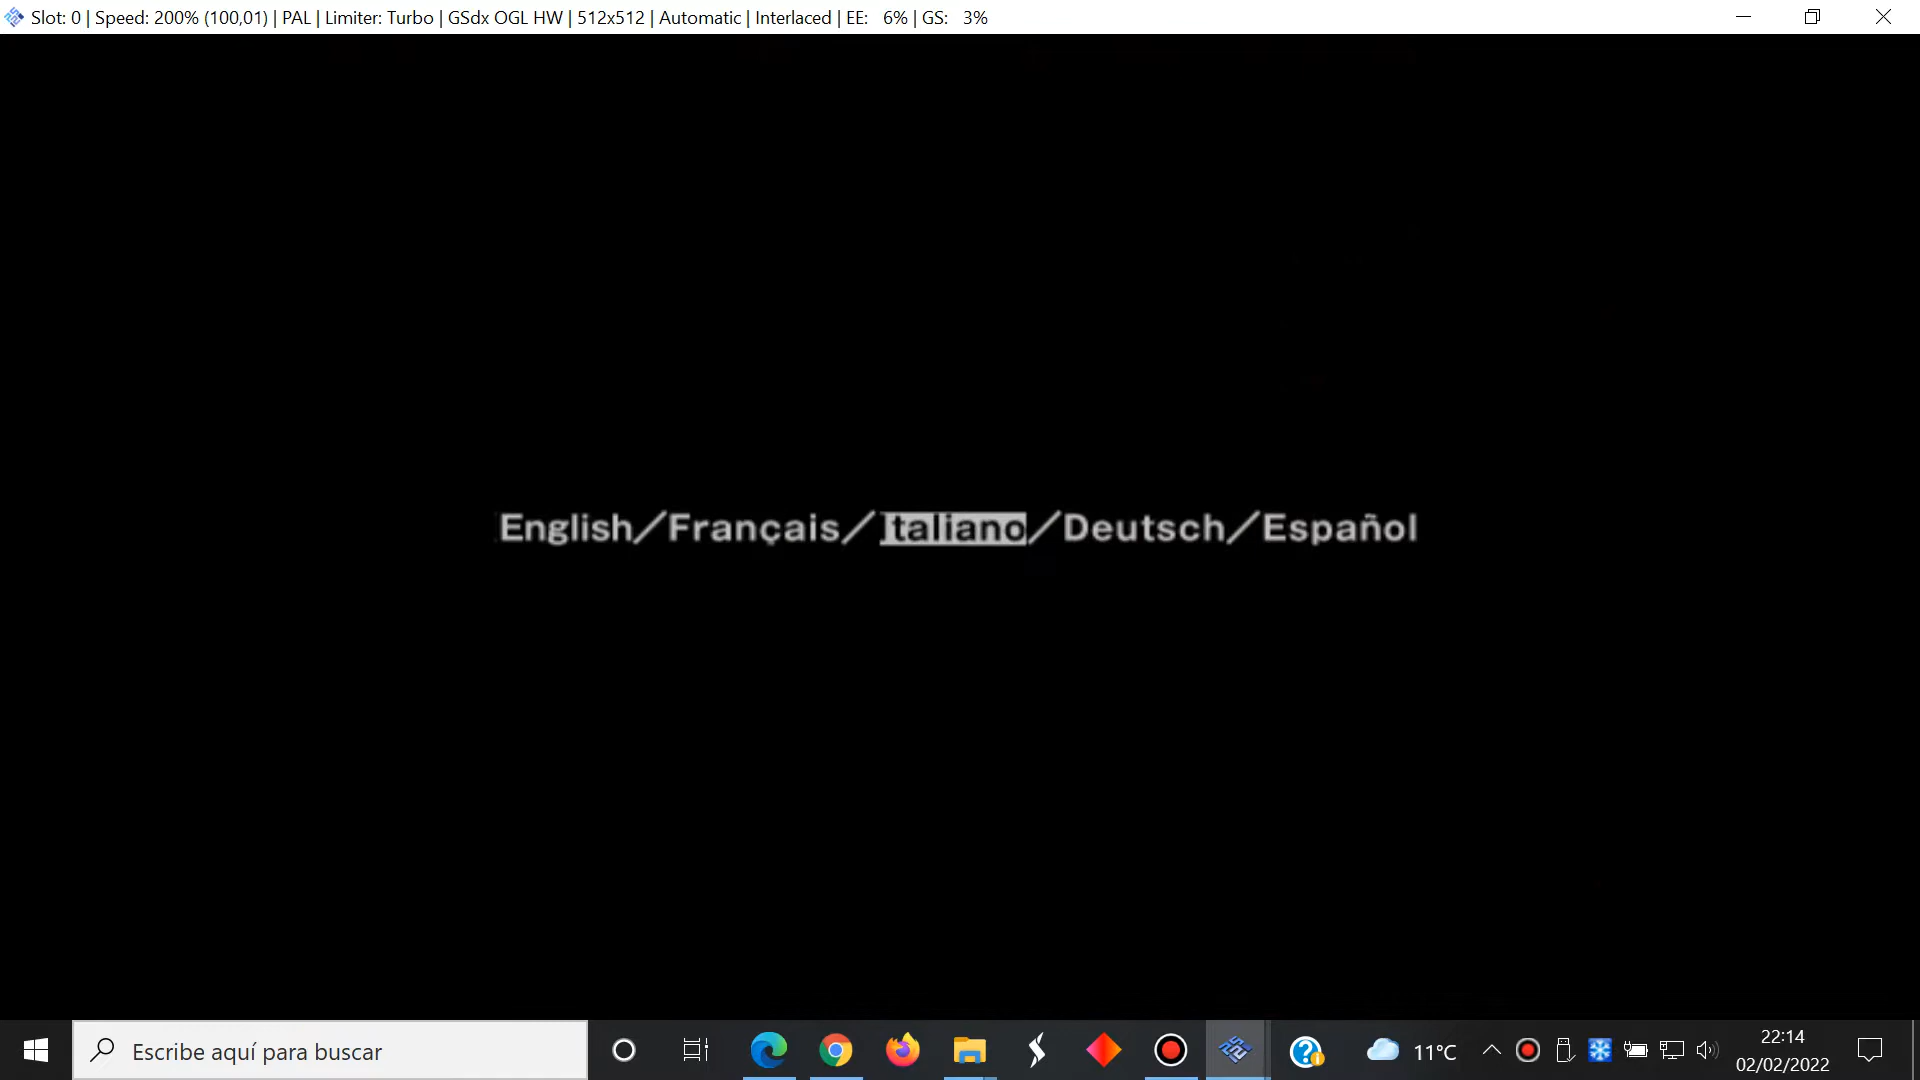 Slot: 0 | Speed: 200% (100,01) | PAL | Limiter: Turbo | GSdx OGL HW | 512x512 | Automatic | Interlaced | EE: 6% | GS: 3%
English／Français／Italiano／Deutsch／Español
Escribe aquí para buscar
11°C
22:14
02/02/2022